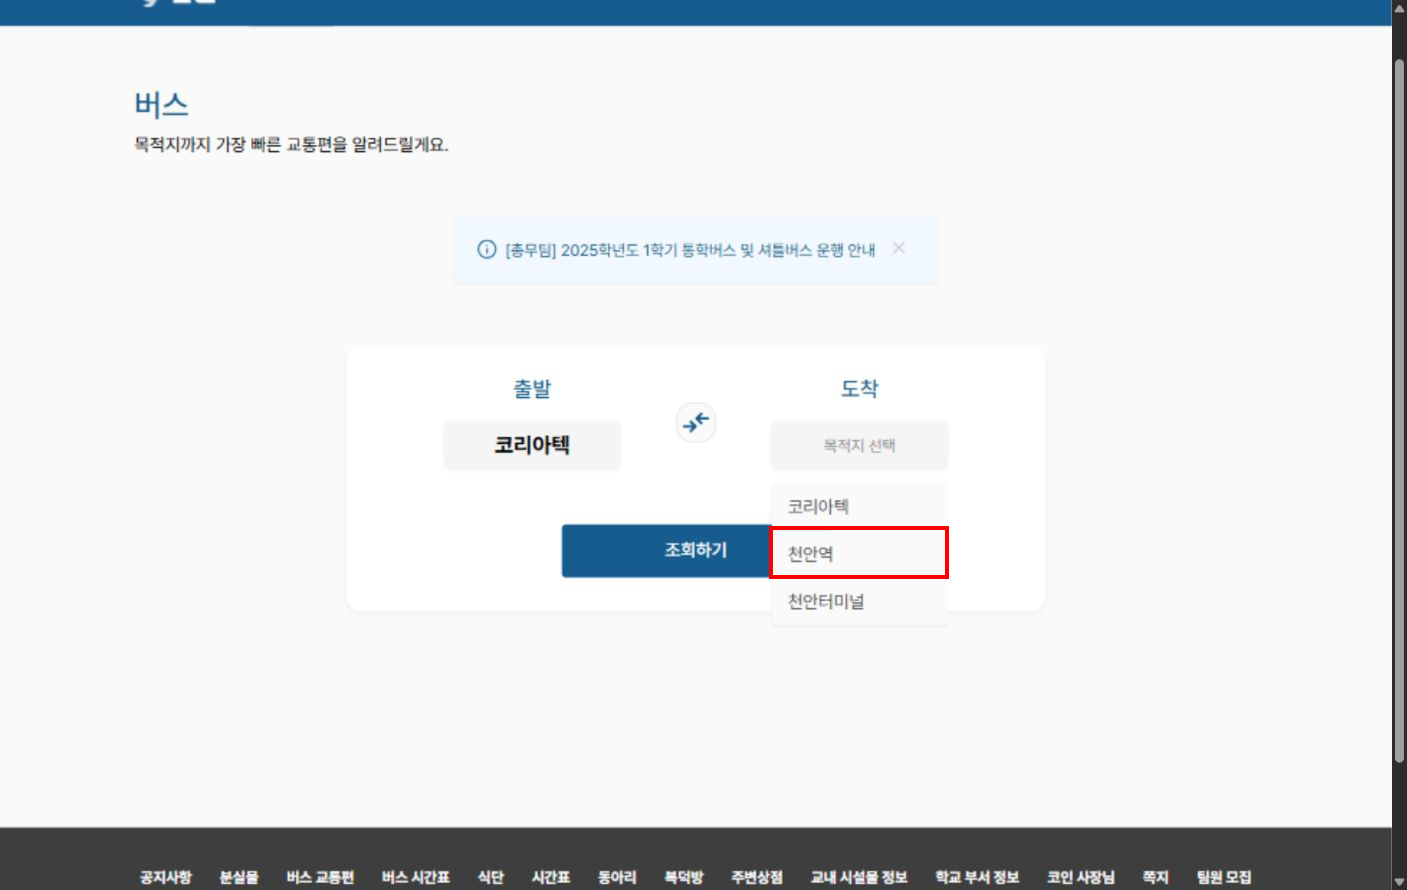 버스
목적지까지 가장 빠른 교통편을 알려드릴게요.
[총무팀] 2025학년도 1학기 통학버스 및 셔틀버스 운행 안내
출발
도착
코리아텍
목적지 선택
코리아텍
조회하기
천안역
천안터미널
공지사항 분실물 버스 교통편 버스 시간표 식단 시간표 동아리 복덕방 주변상점 교내 시설물 정보 학교 부서 정보 코인 사장님 쪽지 팀원 모집